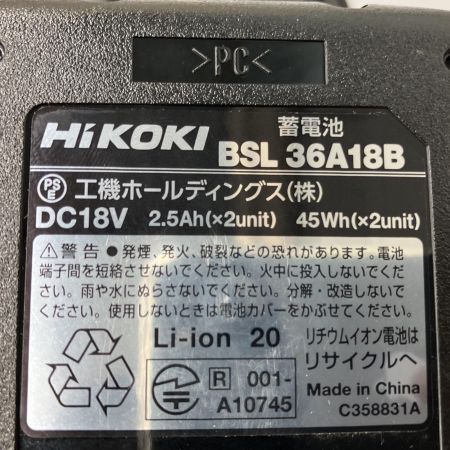 >PC<
HiKOKI 蓄電池
BSL 36A18B
PSE 工機ホールディングス(株)
DC18V 2.5Ah(×2unit) 45Wh(×2unit)
⚠警告 ● 発煙、発火、破裂などの恐れがあります。電池
端子間を短絡させないでください。火中に投入しないでくだ
さい。雨や水にぬらさないでください。分解・改造しないで
ください。使用しないときは電池カバーをかぶせてください。
Li-ion 20 リチウムイオン電池は
リサイクルへ
R 001-
A10745
Made in China
C358831A